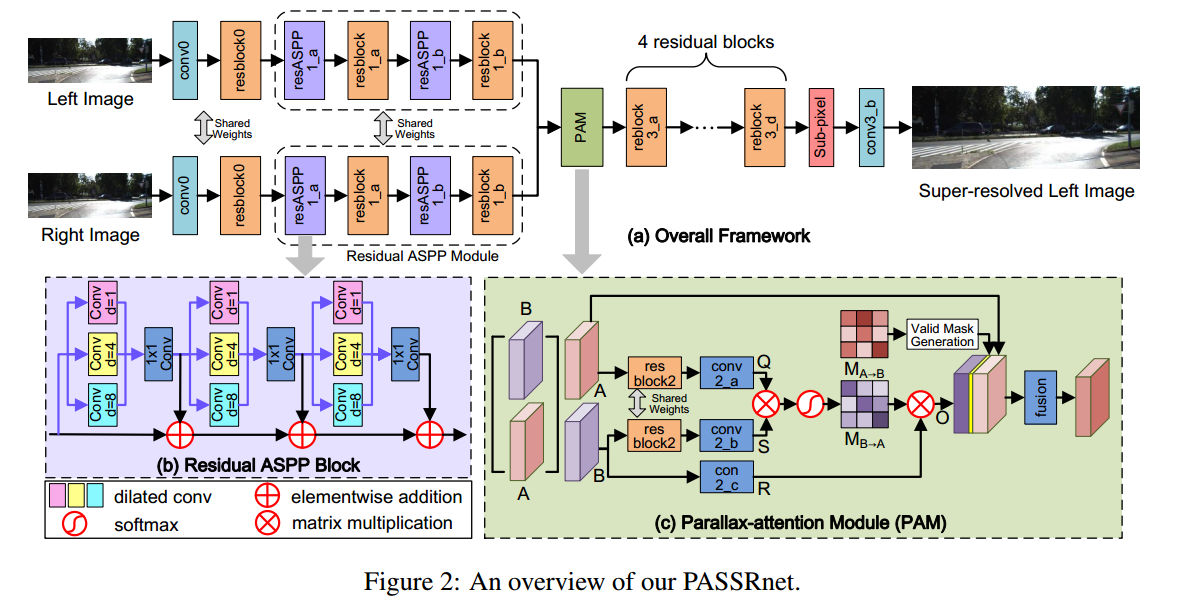 Left Image
conv0
resblock0
resASPP
1_a
resblock
1_a
resASPP
1_b
resblock
1_b
Shared
Weights
Shared
Weights
Right Image
conv0
resblock0
resASPP
1_a
resblock
1_a
resASPP
1_b
resblock
1_b
Residual ASPP Module
PAM
4 residual blocks
reblock
3_a
reblock
3_d
Sub-pixel
conv3_b
Super-resolved Left Image
(a) Overall Framework
Conv
d=1
Conv
d=4
Conv
d=8
1x1
Conv
Conv
d=1
Conv
d=4
Conv
d=8
1x1
Conv
Conv
d=1
Conv
d=4
Conv
d=8
1x1
Conv
(b) Residual ASPP Block
dilated conv
elementwise addition
softmax
matrix multiplication
B
A
A
B
res
block2
Shared
Weights
res
block2
conv
2_a
Q
conv
2_b
S
con
2_c
R
M_A→B
Valid Mask
Generation
M_B→A
O
fusion
(c) Parallax-attention Module (PAM)
Figure 2: An overview of our PASSRnet.